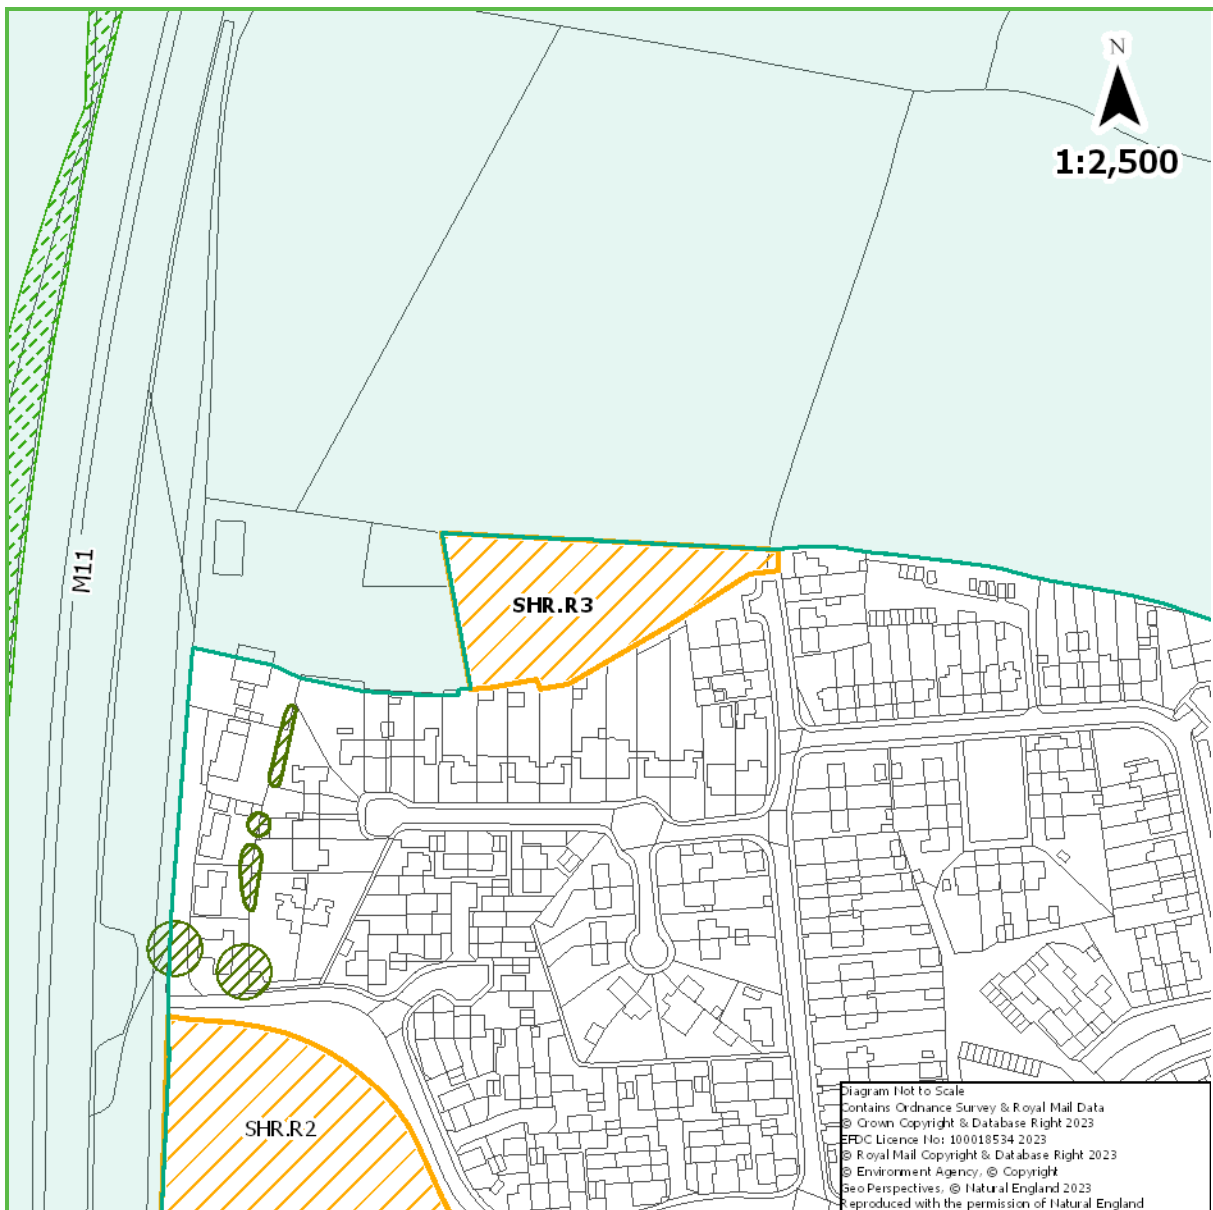 N
1:2,500
M11
SHR.R3
SHR.R2
Diagram Not to Scale
Contains Ordnance Survey & Royal Mail Data
© Crown Copyright & Database Right 2023
EFDC Licence No: 100018534 2023
© Royal Mail Copyright & Database Right 2023
© Environment Agency, © Copyright
Geo Perspectives, © Natural England 2023
Reproduced with the permission of Natural England